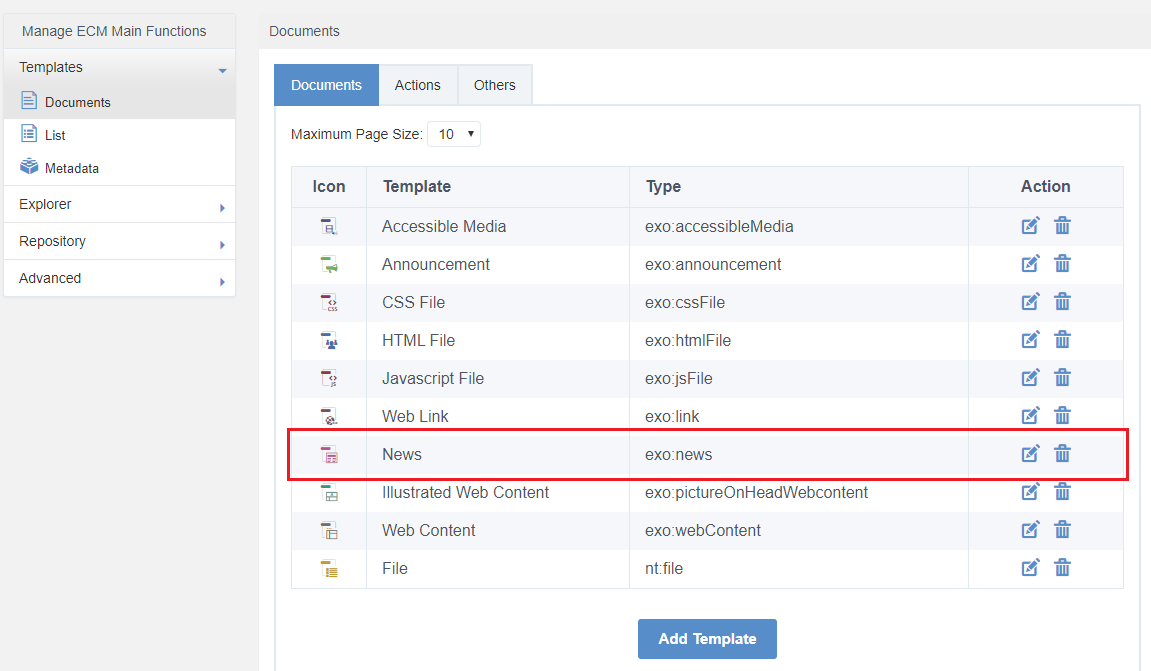 Manage ECM Main Functions
Templates
Documents
List
Metadata
Explorer
Repository
Advanced
Documents
Documents Actions Others
Maximum Page Size: 10
Icon Template Type Action
Accessible Media exo:accessibleMedia
Announcement exo:announcement
CSS File exo:cssFile
HTML File exo:htmlFile
Javascript File exo:jsFile
Web Link exo:link
News exo:news
Illustrated Web Content exo:pictureOnHeadWebcontent
Web Content exo:webContent
File nt:file
Add Template